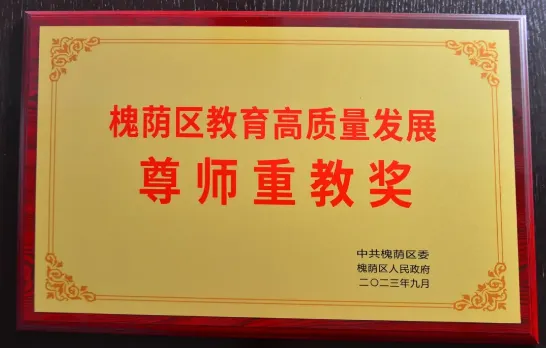 槐荫区教育高质量发展
尊师重教奖
中共槐荫区委
槐荫区人民政府
二〇二三年九月